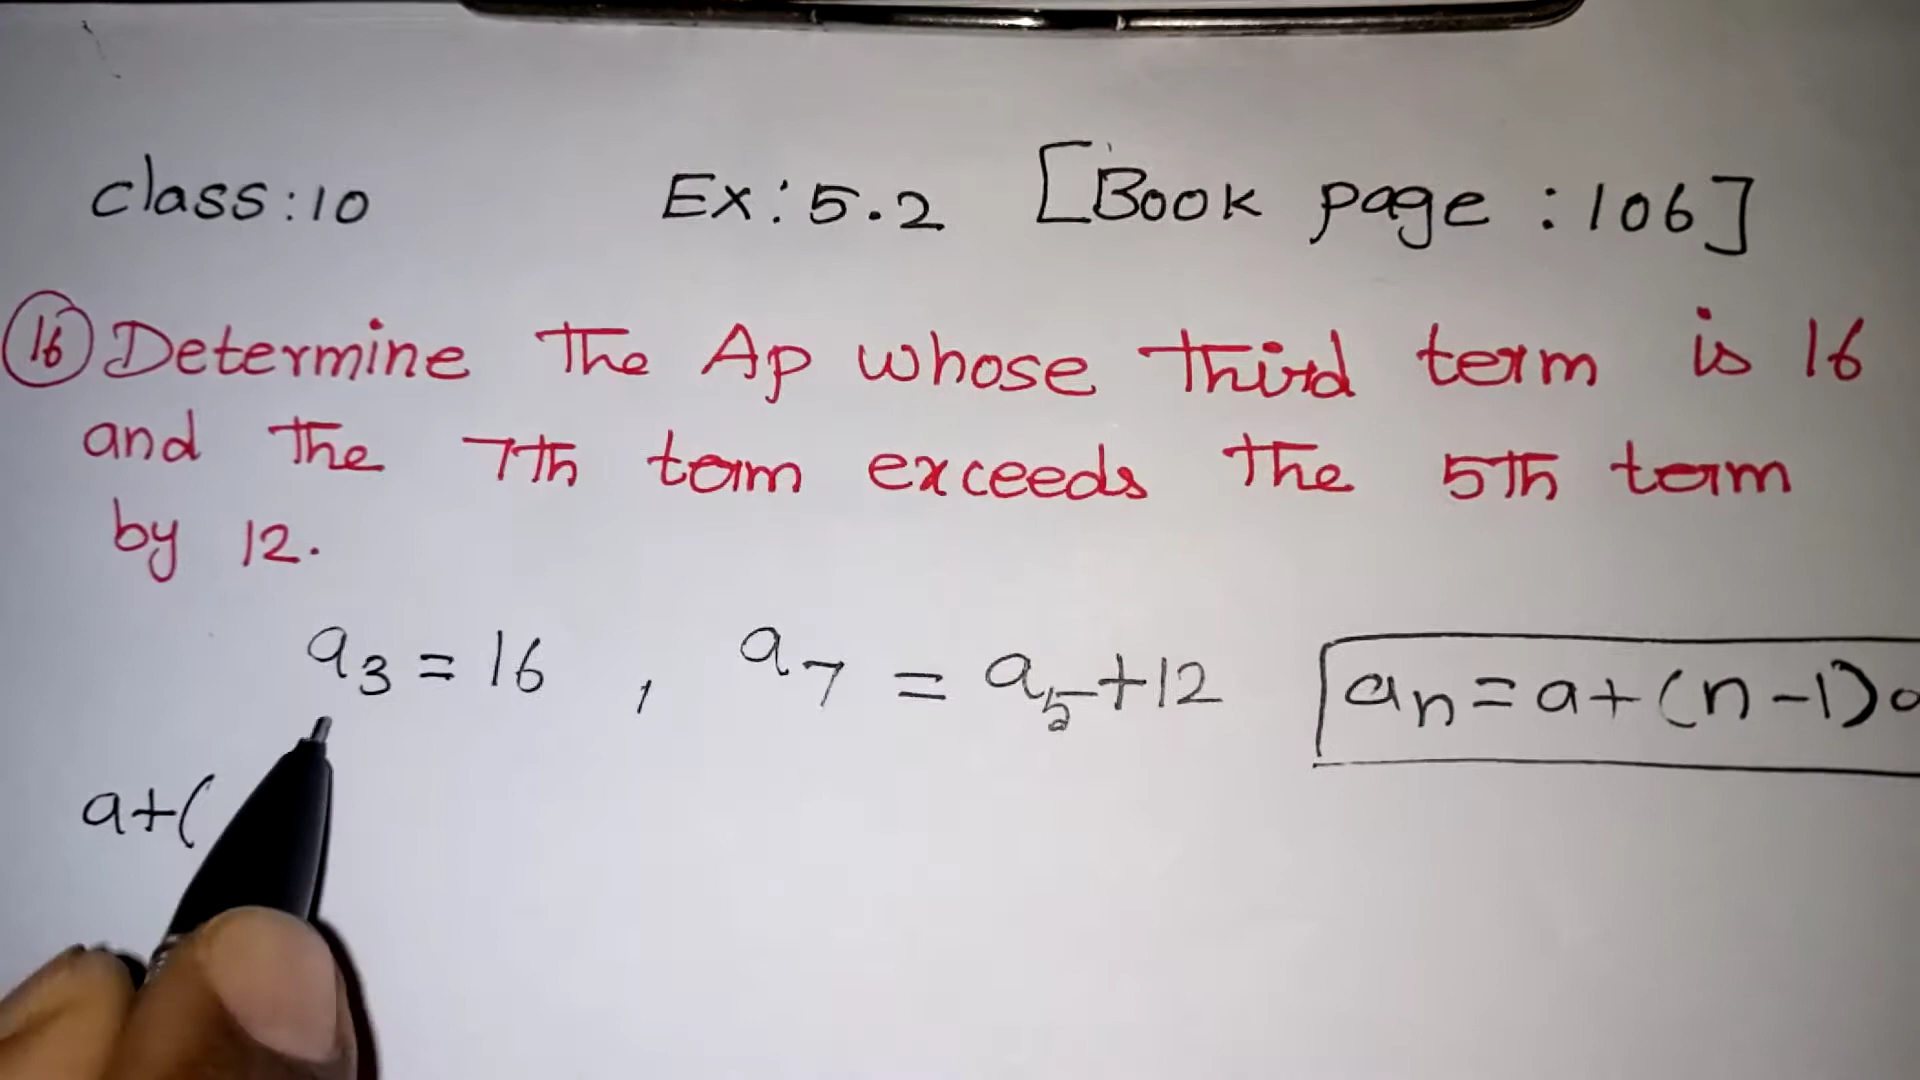 class:10 Ex:5.2 [Book page:106]
16 Determine the Ap whose third term is 16
and the 7th term exceeds the 5th term
by 12.
a₃ = 16 , a₇ = a₅+12 aₙ = a+(n-1)d
a+(